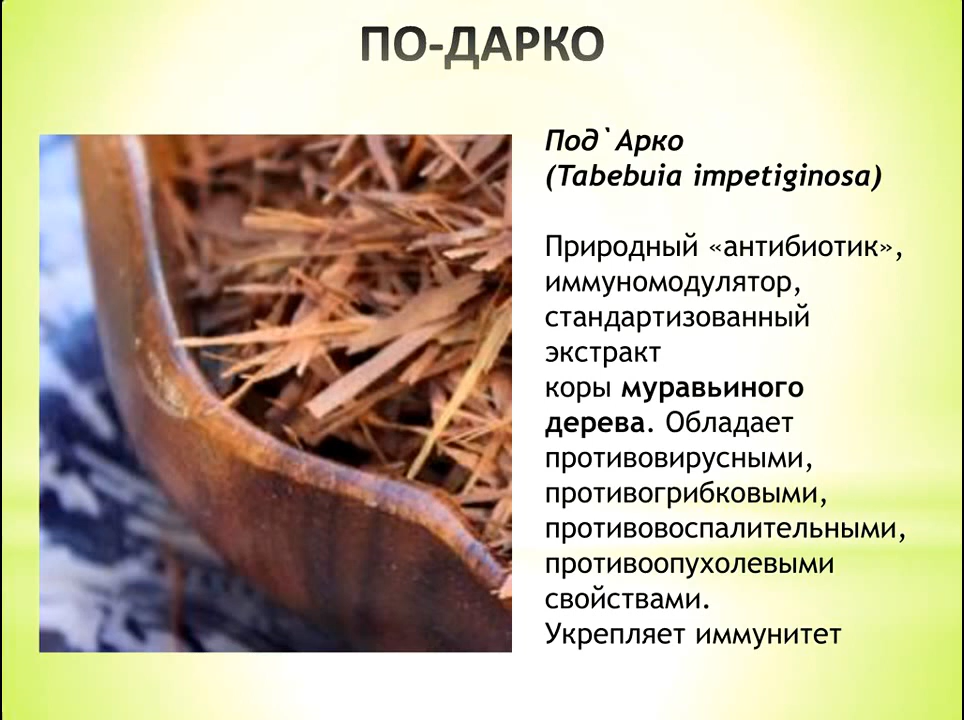 ПО-ДАРКО
Под`Арко
(Tabebuia impetiginosa)
Природный «антибиотик»,
иммуномодулятор,
стандартизованный
экстракт
коры муравьиного
дерева. Обладает
противовирусными,
противогрибковыми,
противовоспалительными,
противоопухолевыми
свойствами.
Укрепляет иммунитет